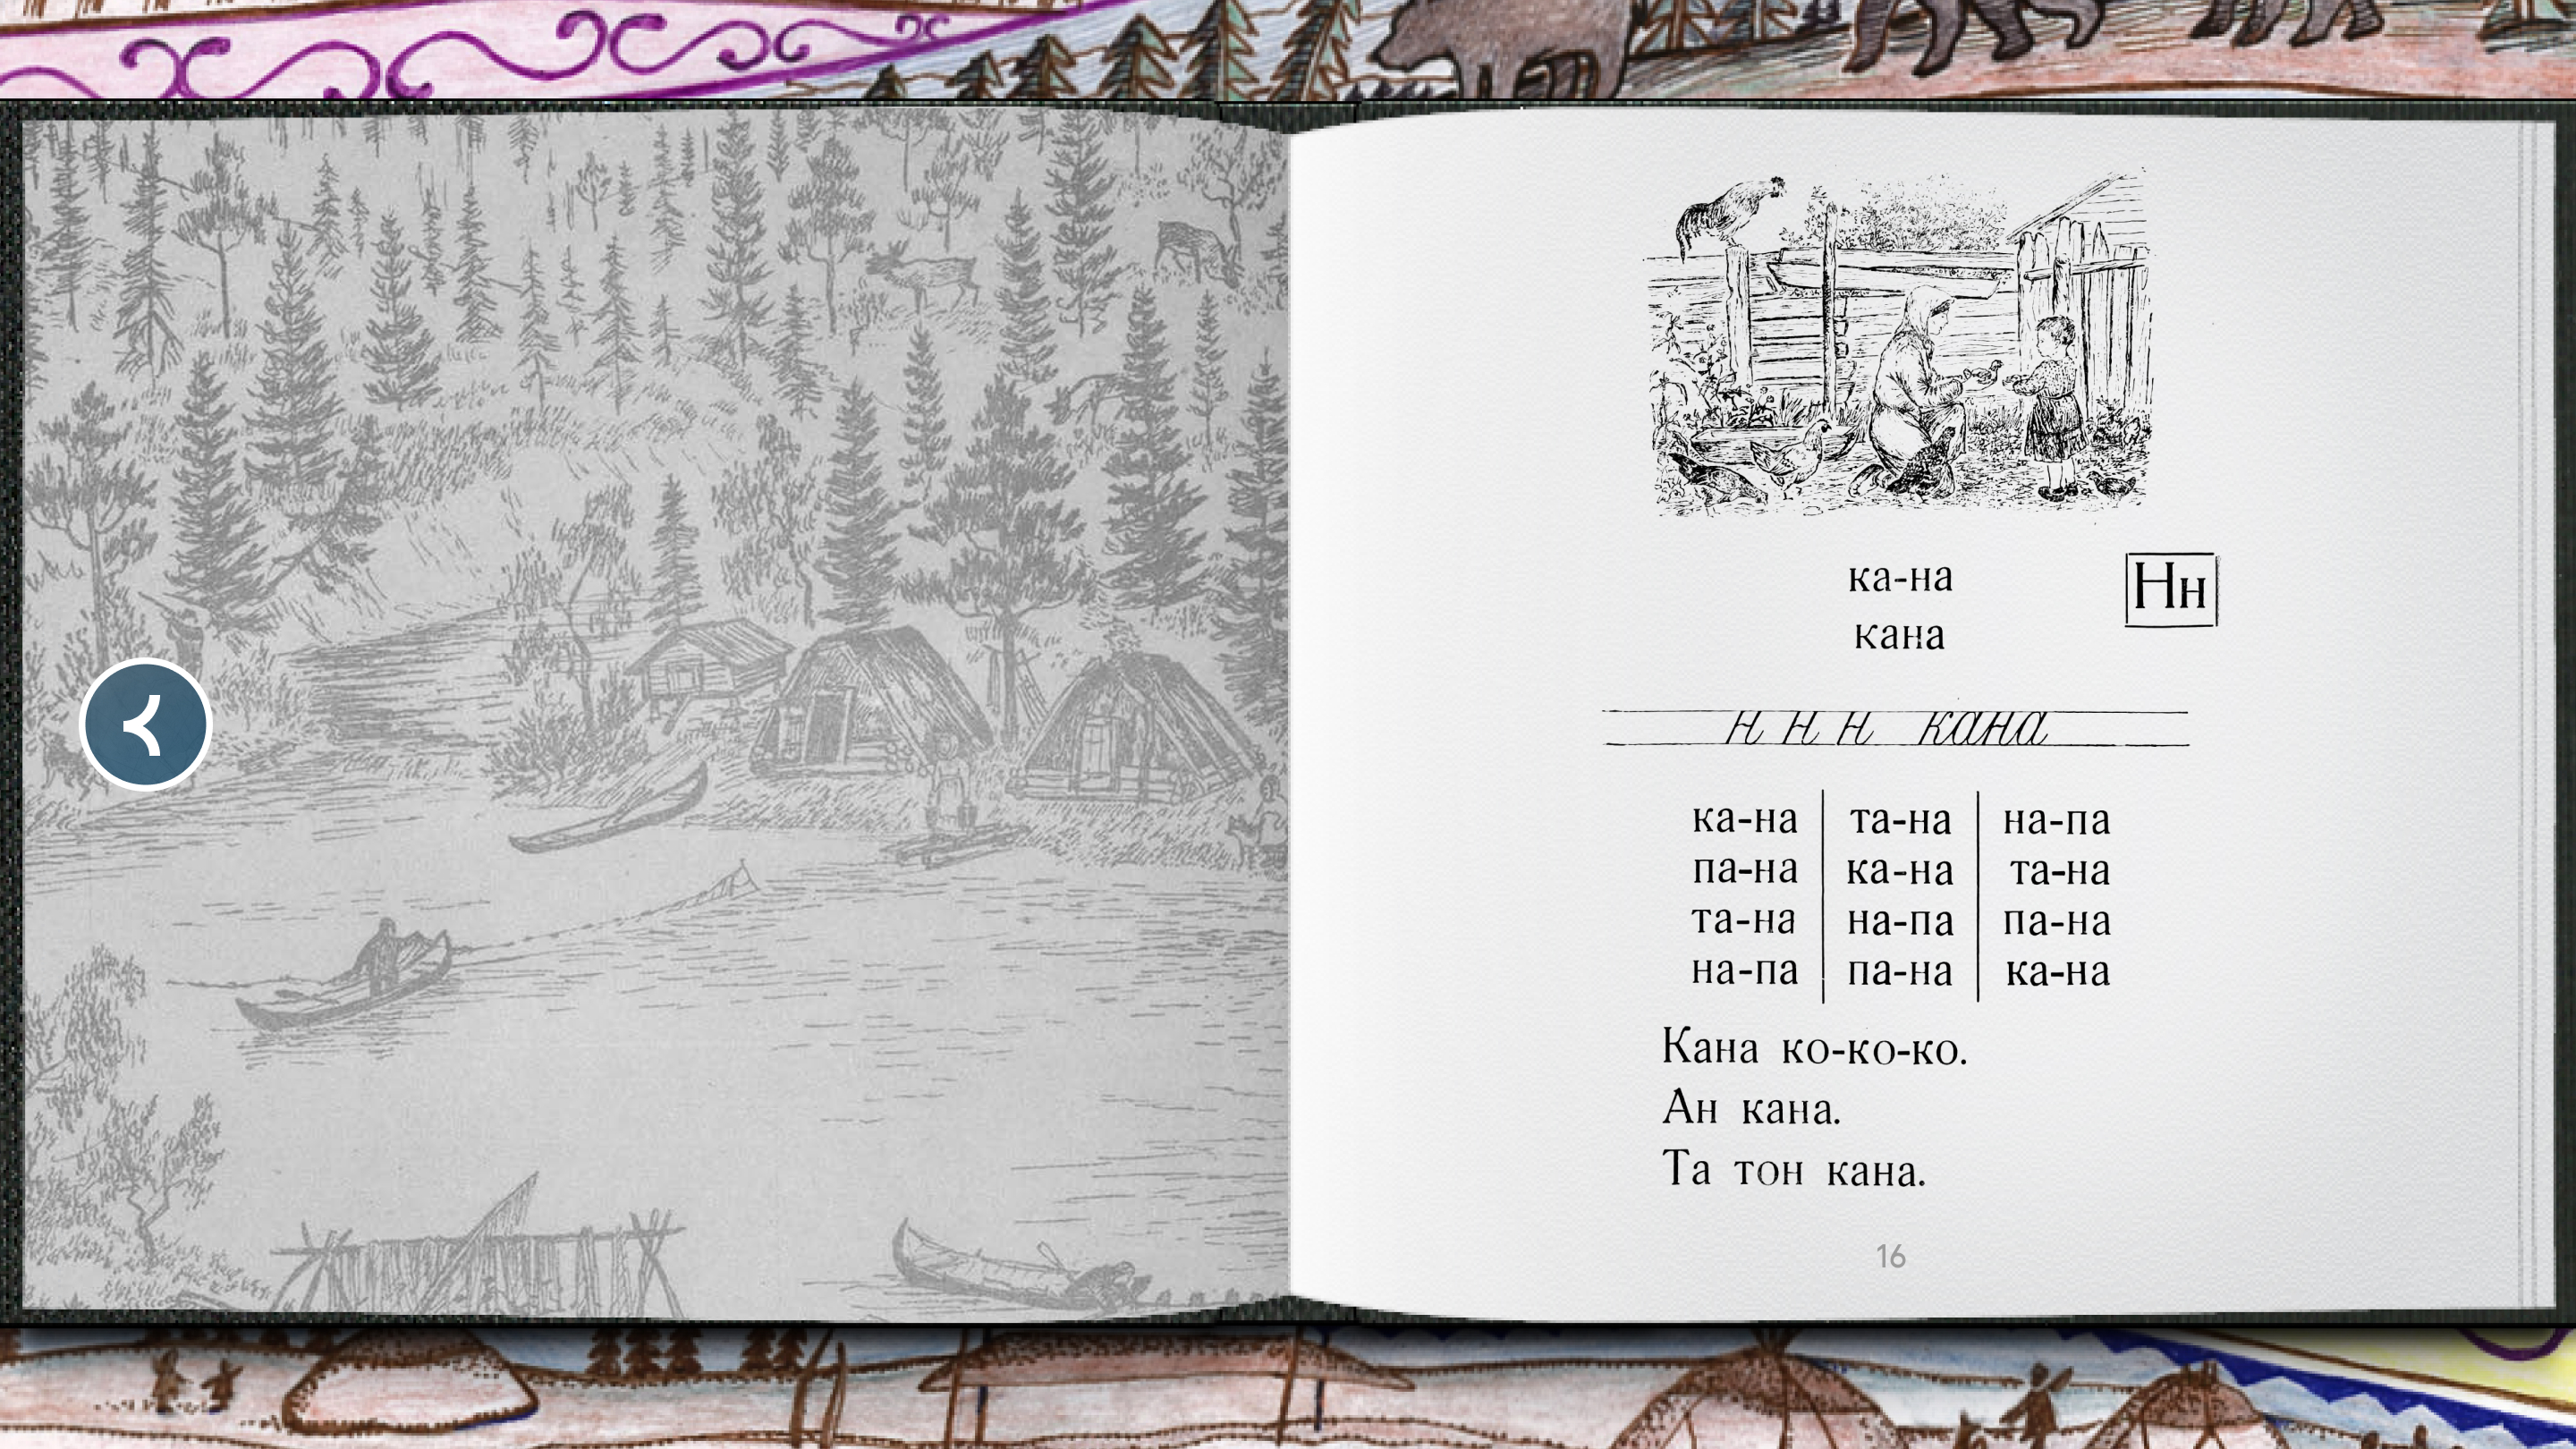 ка-на
Нн
кана
н н н кана
ка-на та-на на-па
па-на ка-на та-на
та-на на-па па-на
на-па па-на ка-на
Кана ко-ко-ко.
Ан кана.
Та тон кана.
16